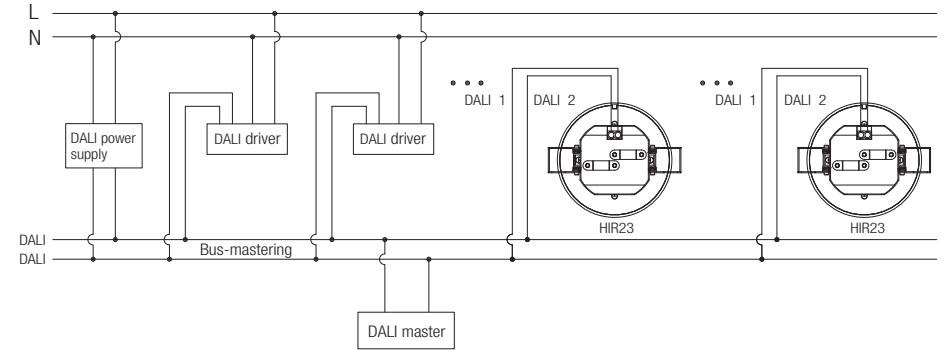 L
N
DALI 1 DALI 2
DALI 1 DALI 2
DALI power
supply
DALI driver
DALI driver
HIR23
HIR23
DALI
Bus-mastering
DALI
DALI master